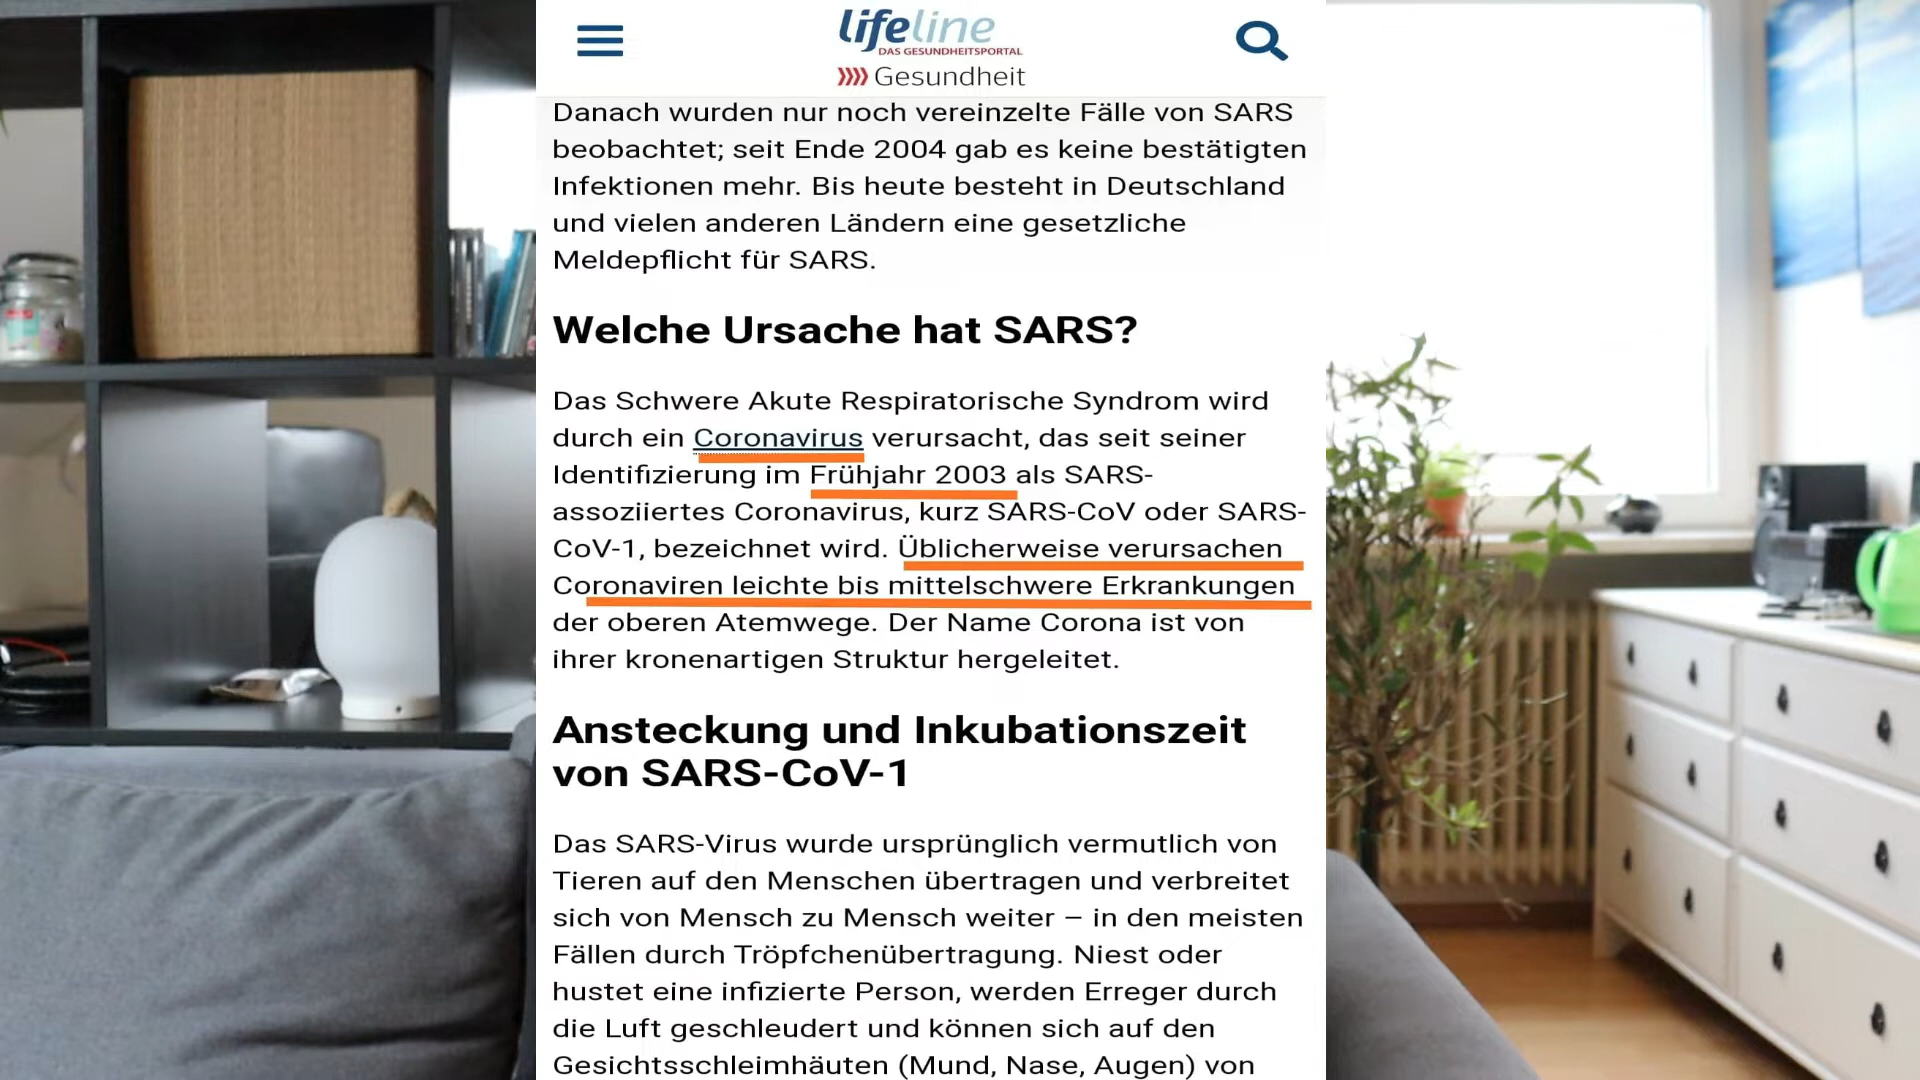 lifeline
DAS GESUNDHEITSPORTAL
Gesundheit
Danach wurden nur noch vereinzelte Fälle von SARS
beobachtet; seit Ende 2004 gab es keine bestätigten
Infektionen mehr. Bis heute besteht in Deutschland
und vielen anderen Ländern eine gesetzliche
Meldepflicht für SARS.
Welche Ursache hat SARS?
Das Schwere Akute Respiratorische Syndrom wird
durch ein Coronavirus verursacht, das seit seiner
Identifizierung im Frühjahr 2003 als SARS-
assoziiertes Coronavirus, kurz SARS-CoV oder SARS-
CoV-1, bezeichnet wird. Üblicherweise verursachen
Coronaviren leichte bis mittelschwere Erkrankungen
der oberen Atemwege. Der Name Corona ist von
ihrer kronenartigen Struktur hergeleitet.
Ansteckung und Inkubationszeit
von SARS-CoV-1
Das SARS-Virus wurde ursprünglich vermutlich von
Tieren auf den Menschen übertragen und verbreitet
sich von Mensch zu Mensch weiter – in den meisten
Fällen durch Tröpfchenübertragung. Niest oder
hustet eine infizierte Person, werden Erreger durch
die Luft geschleudert und können sich auf den
Gesichtsschleimhäuten (Mund, Nase, Augen) von